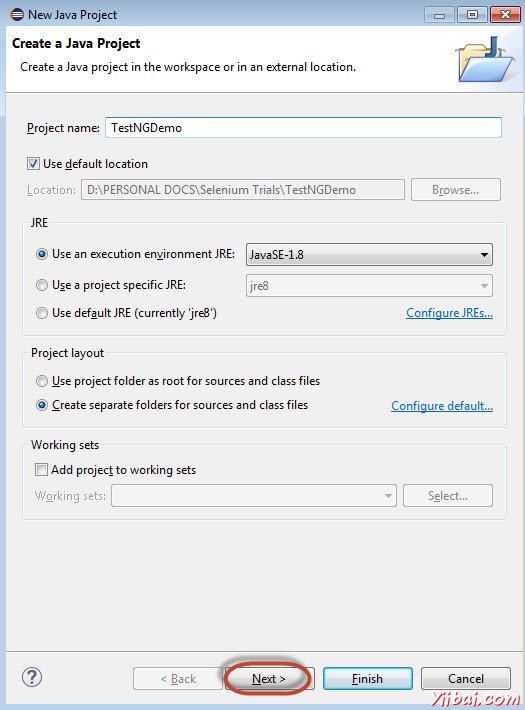 New Java Project
Create a Java Project
Create a Java project in the workspace or in an external location.
Project name: TestNGDemo
Use default location
Location: D:\PERSONAL DOCS\Selenium Trials\TestNGDemo Browse...
JRE
Use an execution environment JRE: JavaSE-1.8
Use a project specific JRE: jre8
Use default JRE (currently 'jre8') Configure JREs...
Project layout
Use project folder as root for sources and class files
Create separate folders for sources and class files Configure default...
Working sets
Add project to working sets
Working sets: Select...
? < Back Next > Finish Cancel
Yiibai.com